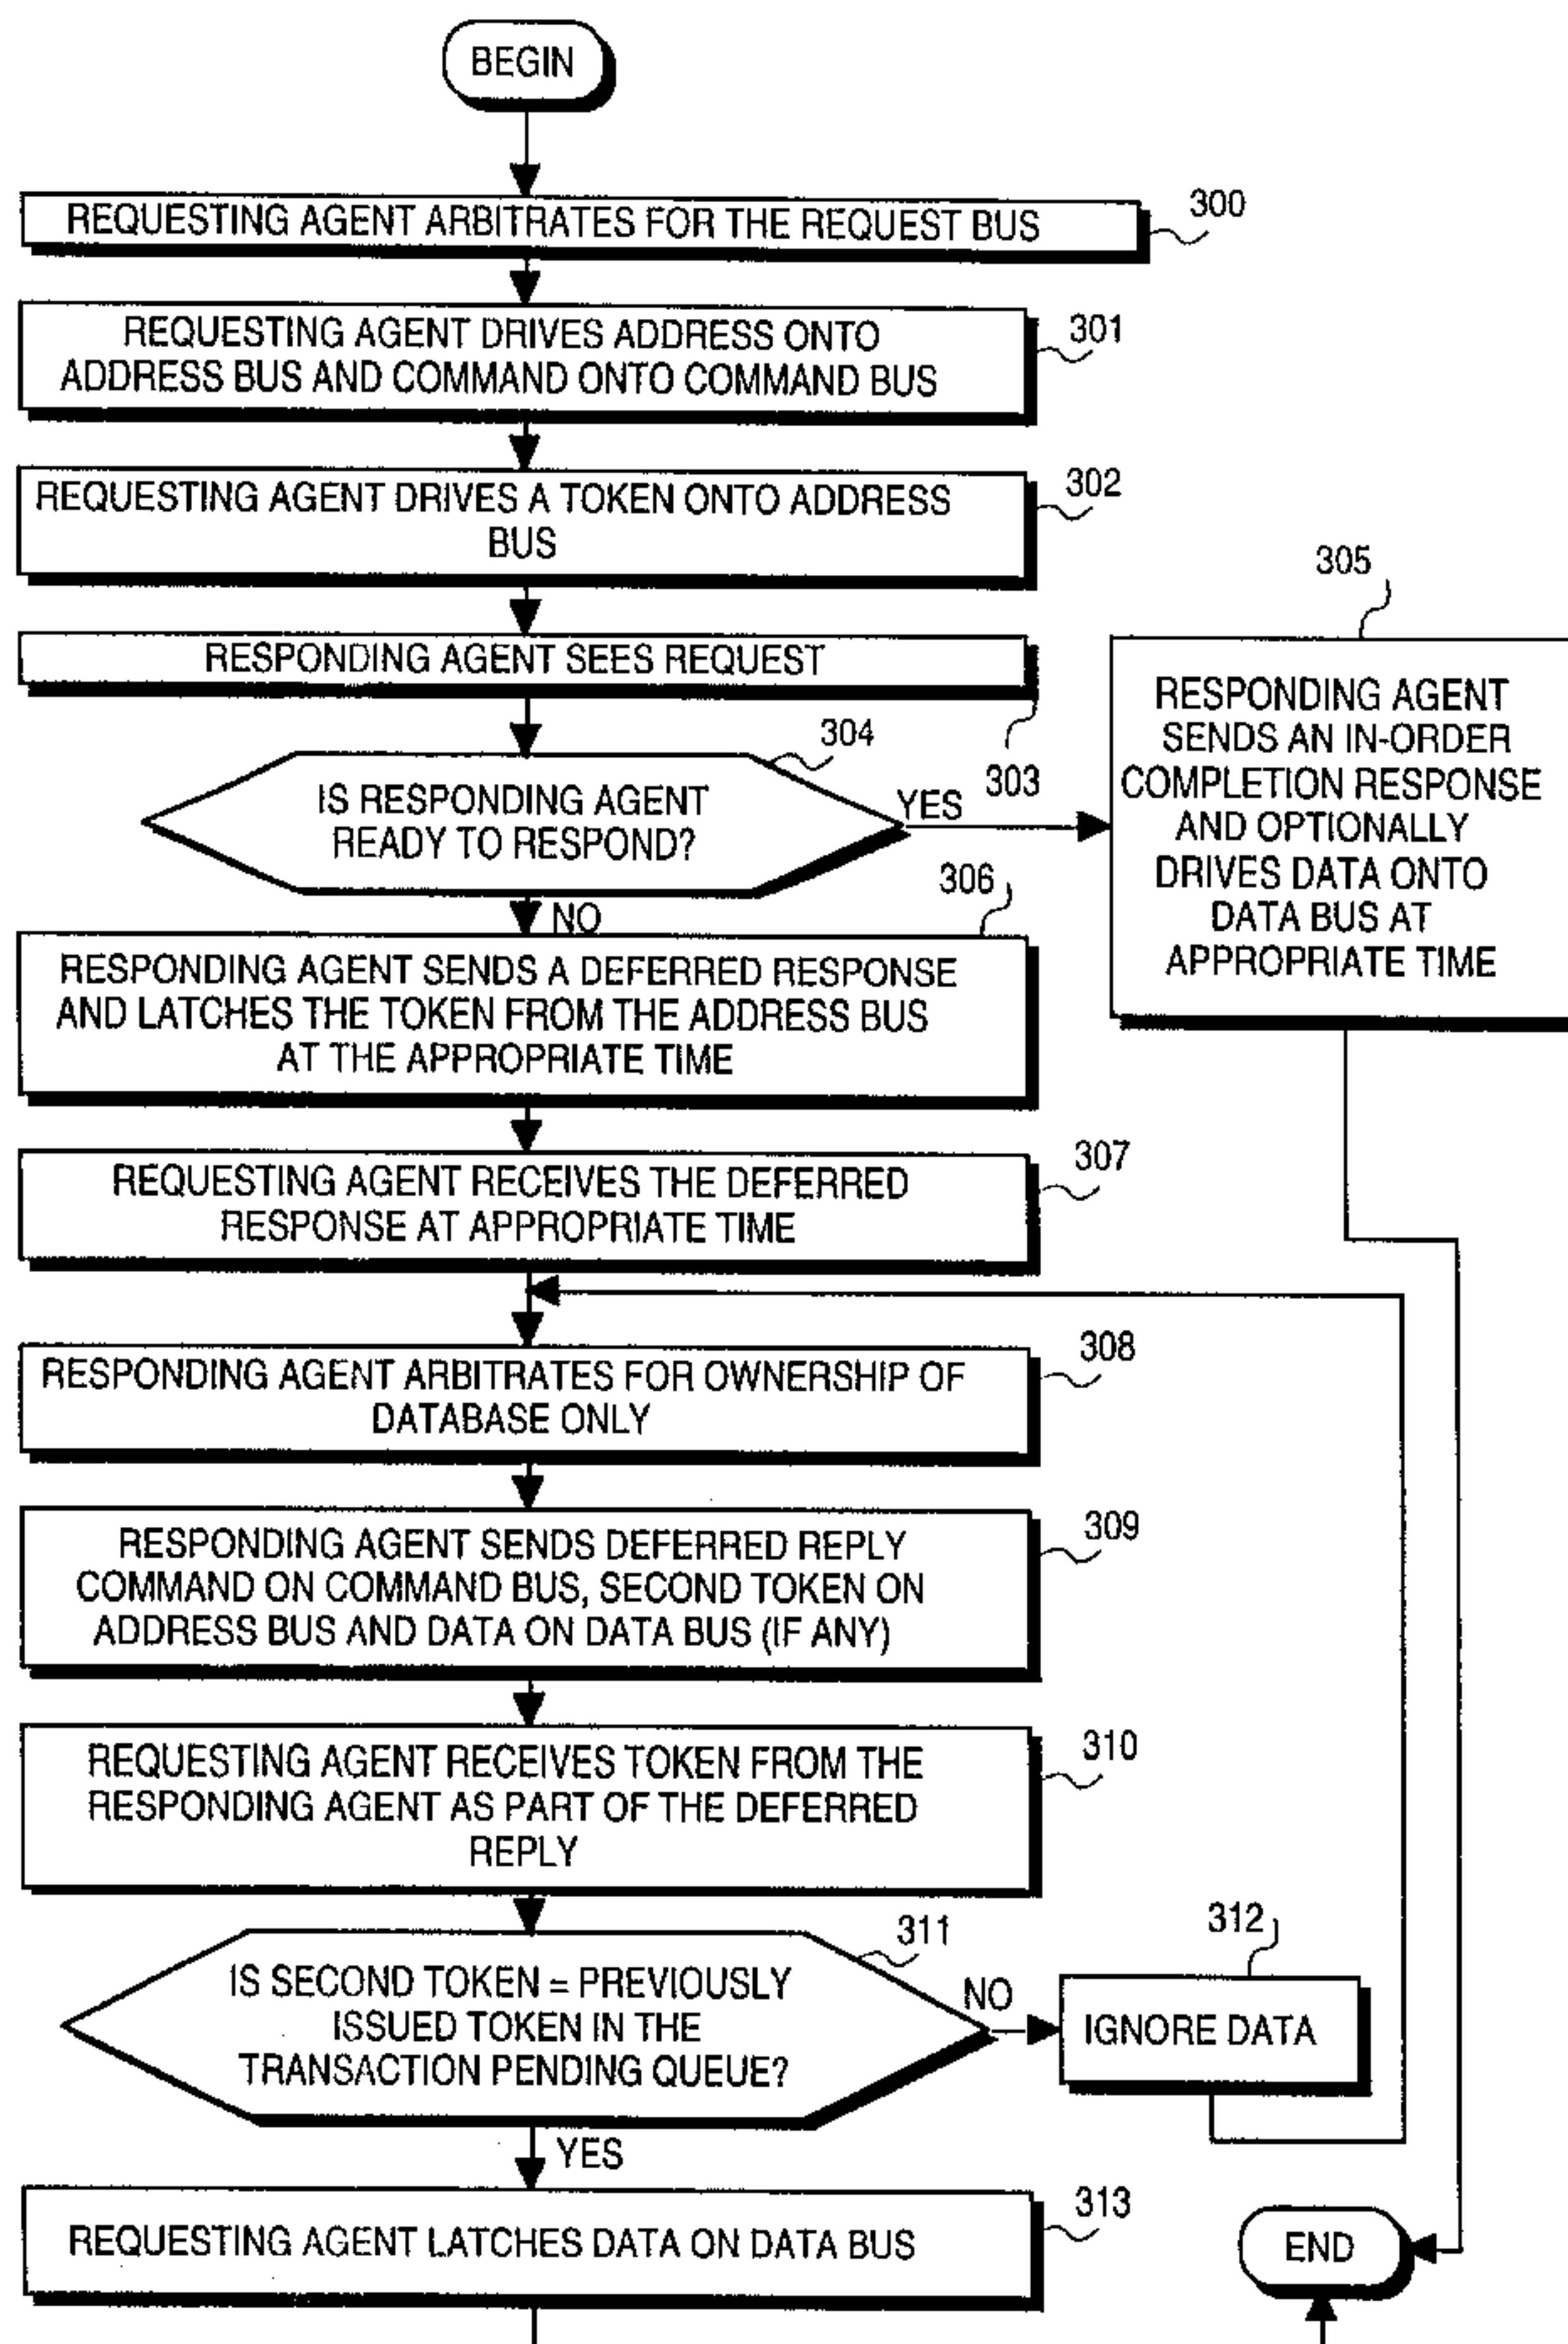 BEGIN
REQUESTING AGENT ARBITRATES FOR THE REQUEST BUS
300
REQUESTING AGENT DRIVES ADDRESS ONTO
ADDRESS BUS AND COMMAND ONTO COMMAND BUS
301
REQUESTING AGENT DRIVES A TOKEN ONTO ADDRESS
BUS
302
RESPONDING AGENT SEES REQUEST
303
IS RESPONDING AGENT
READY TO RESPOND?
304
YES
305
RESPONDING AGENT
SENDS AN IN-ORDER
COMPLETION RESPONSE
AND OPTIONALLY
DRIVES DATA ONTO
DATA BUS AT
APPROPRIATE TIME
NO
306
RESPONDING AGENT SENDS A DEFERRED RESPONSE
AND LATCHES THE TOKEN FROM THE ADDRESS BUS
AT THE APPROPRIATE TIME
REQUESTING AGENT RECEIVES THE DEFERRED
RESPONSE AT APPROPRIATE TIME
307
RESPONDING AGENT ARBITRATES FOR OWNERSHIP OF
DATABASE ONLY
308
RESPONDING AGENT SENDS DEFERRED REPLY
COMMAND ON COMMAND BUS, SECOND TOKEN ON
ADDRESS BUS AND DATA ON DATA BUS (IF ANY)
309
REQUESTING AGENT RECEIVES TOKEN FROM THE
RESPONDING AGENT AS PART OF THE DEFERRED
REPLY
310
IS SECOND TOKEN = PREVIOUSLY
ISSUED TOKEN IN THE
TRANSACTION PENDING QUEUE?
311
NO
312
IGNORE DATA
YES
REQUESTING AGENT LATCHES DATA ON DATA BUS
313
END